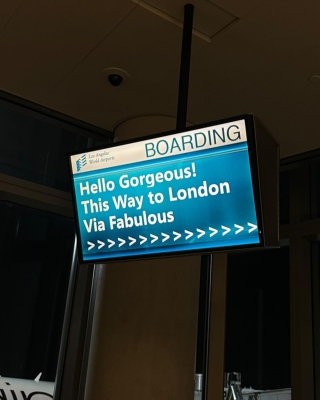 Los Angeles
World Airports
BOARDING
Hello Gorgeous!
This Way to London
Via Fabulous
>>>>>>>>>>>>>>>